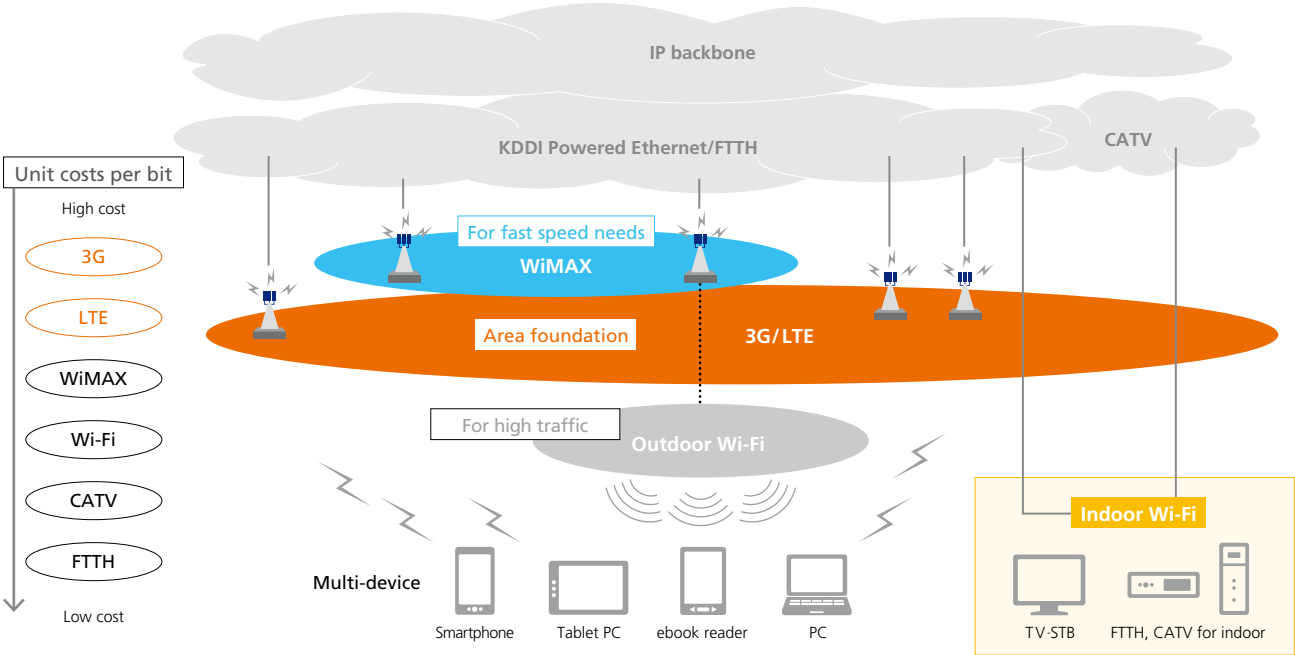 IP backbone
KDDI Powered Ethernet/FTTH
CATV
Unit costs per bit
High cost
3G
LTE
WiMAX
Wi-Fi
CATV
FTTH
Low cost
For fast speed needs
WiMAX
Area foundation
3G/LTE
For high traffic
Outdoor Wi-Fi
Indoor Wi-Fi
Multi-device
Smartphone
Tablet PC
ebook reader
PC
TV-STB
FTTH, CATV for indoor